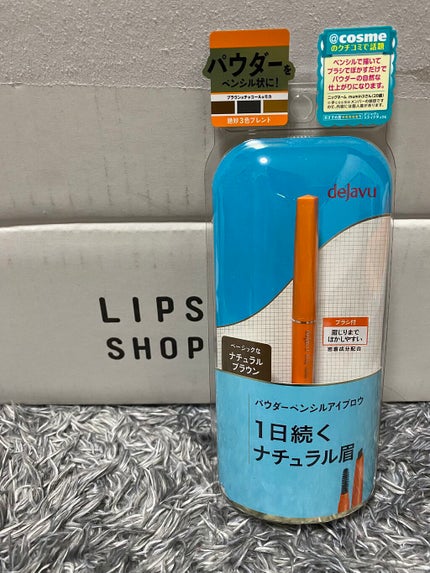 パウダーを
ペンシル状に!
絶妙3色ブレンド
@cosme
のクチコミで話題
ペンシルで描いて
ブラシでぼかすだけで
パウダーの自然な
仕上がりになります。
dejavu
LIPS
SHOP
ブラシ付
眉じりまで
ぼかしやすい
密着成分配合
ベーシックな
ナチュラル
ブラウン
パウダーペンシルアイブロウ
1日続く
ナチュラル眉